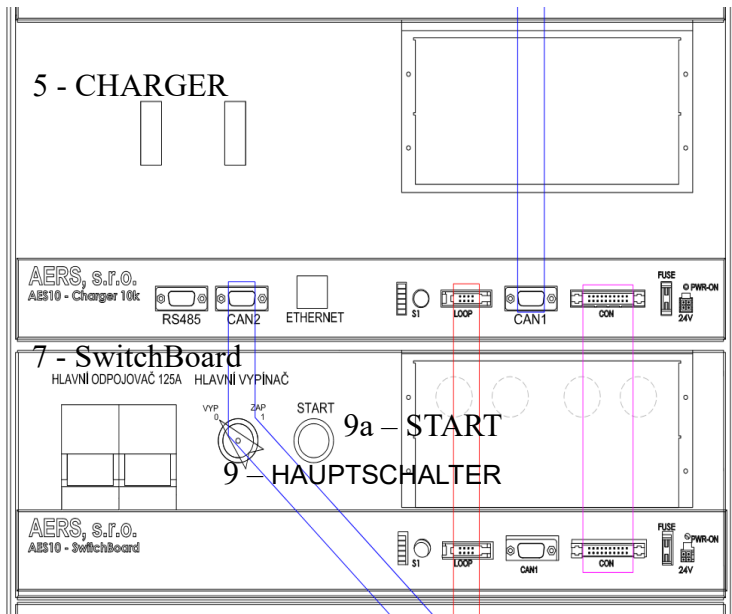 5 - CHARGER
AERS, s.r.o.
AES10 - Charger 10k
RS485
CAN2
ETHERNET
S1
LOOP
CAN1
CON
FUSE
PWR-ON
24V
7 - SwitchBoard
HLAVNÍ ODPOJOVAČ 125A
HLAVNÍ VYPÍNAČ
VYP
0
ZAP
1
START
9a – START
9 – HAUPTSCHALTER
AERS, s.r.o.
AES10 - SwitchBoard
S1
LOOP
CAN1
CON
FUSE
PWR-ON
24V